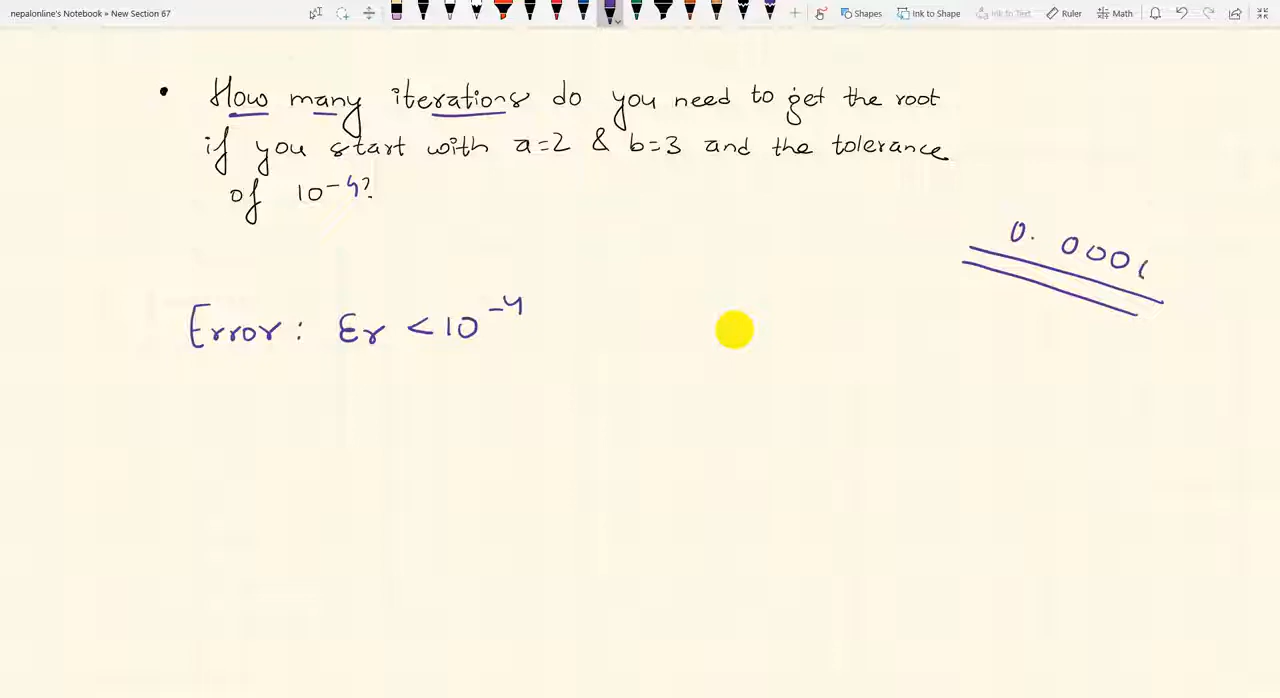 nepalonline's Notebook » New Section 67
Shapes
Ink to Shape
Ink to Text
Ruler
Math
• How many iterations do you need to get the root
if you start with a=2 & b=3 and the tolerance
of 10⁻⁴?
0.0001
Error: Er < 10⁻⁴